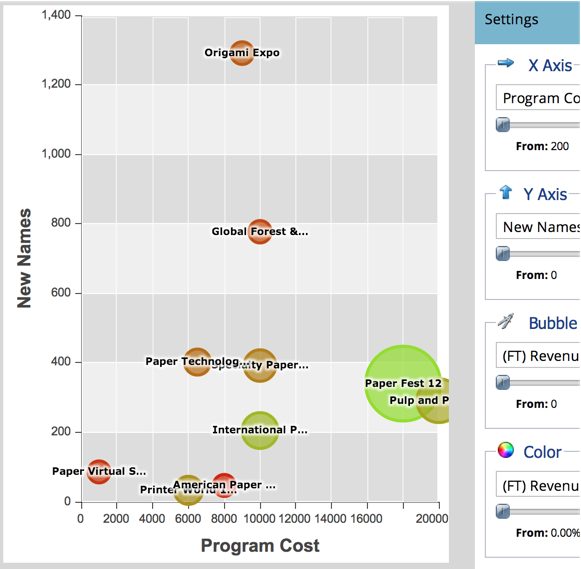 1,400
1,200
1,000
800
600
400
200
0
New Names
Origami Expo
Global Forest &...
Paper Technolog...
Paper...
Paper Fest 12
Pulp and P
International P...
Paper Virtual S...
American Paper ...
Printer World
0 2000 4000 6000 8000 10000 12000 14000 16000 20000
Program Cost
Settings
X Axis
Program Co
From: 200
Y Axis
New Names
From: 0
Bubble
(FT) Revenu
From: 0
Color
(FT) Revenu
From: 0.00%